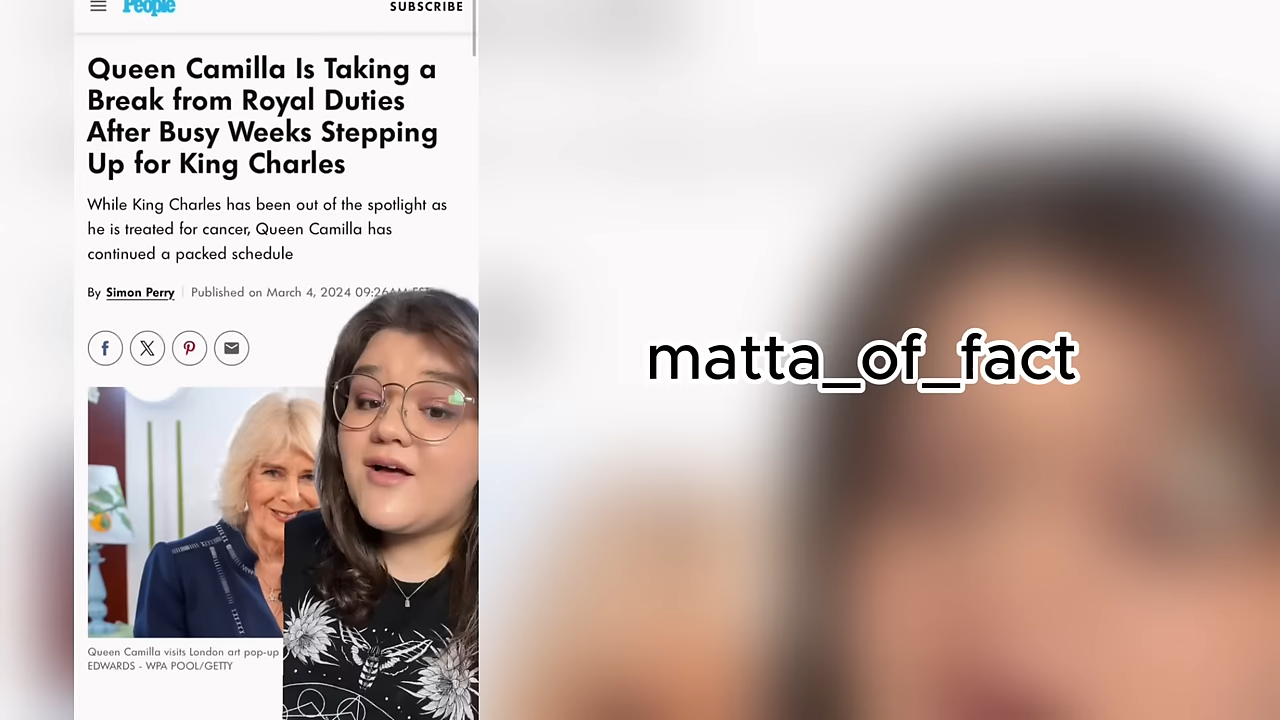 People
SUBSCRIBE
Queen Camilla Is Taking a
Break from Royal Duties
After Busy Weeks Stepping
Up for King Charles
While King Charles has been out of the spotlight as
he is treated for cancer, Queen Camilla has
continued a packed schedule
By Simon Perry Published on March 4, 2024 09:26AM EST
Queen Camilla visits London art pop-up
EDWARDS - WPA POOL/GETTY
matta_of_fact